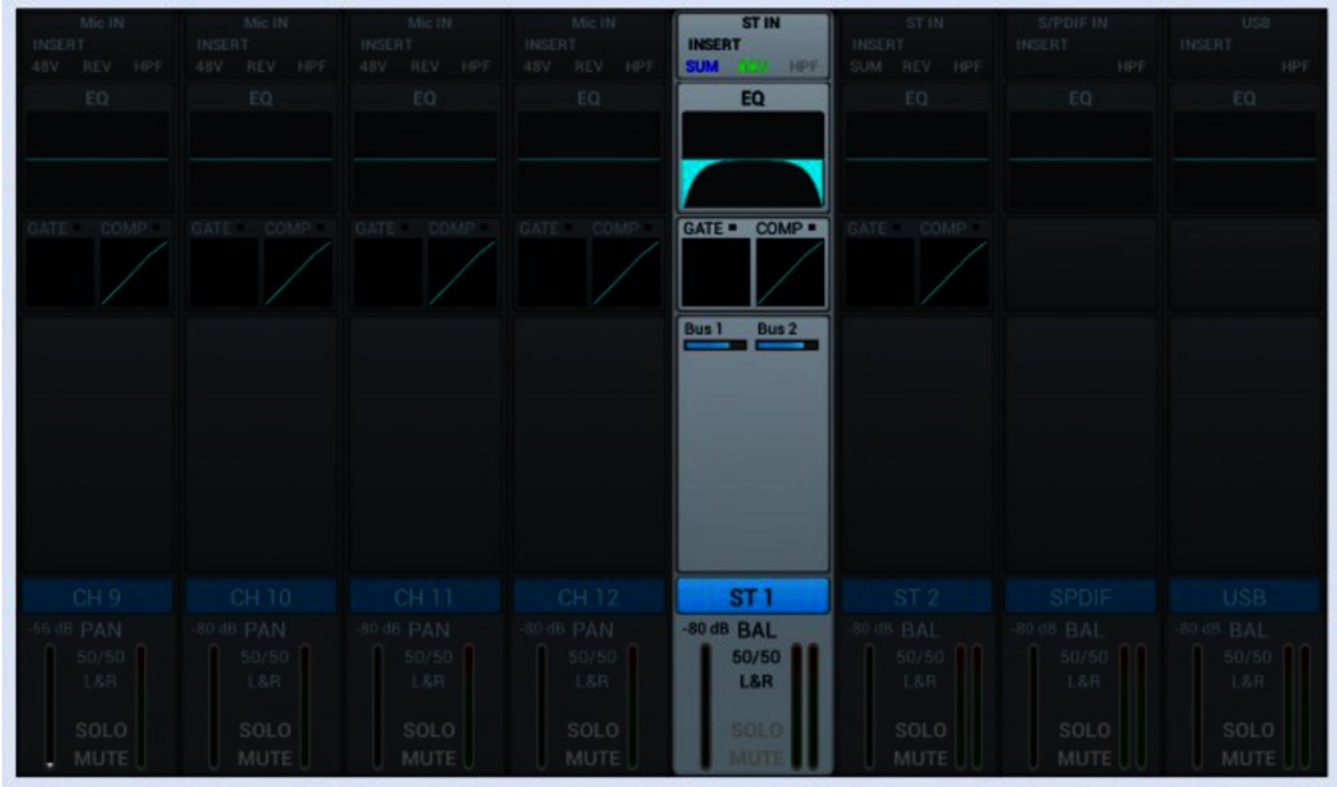 Mic IN Mic IN Mic IN Mic IN ST IN ST IN S/PDIF IN USB
INSERT INSERT INSERT INSERT INSERT INSERT INSERT INSERT
48V REV HPF 48V REV HPF 48V REV HPF 48V REV HPF SUM REV HPF SUM REV HPF HPF HPF
EQ EQ EQ EQ EQ EQ EQ EQ
GATE COMP GATE COMP GATE COMP GATE COMP GATE COMP GATE COMP
Bus 1 Bus 2
CH 9 CH 10 CH 11 CH 12 ST 1 ST 2 SPDIF USB
-56 dB PAN -80 dB PAN -80 dB PAN -80 dB PAN -80 dB BAL -80 dB BAL -80 dB BAL -80 dB BAL
50/50 50/50 50/50 50/50 50/50 50/50 50/50 50/50
L&R L&R L&R L&R L&R L&R L&R L&R
SOLO SOLO SOLO SOLO SOLO SOLO SOLO SOLO
MUTE MUTE MUTE MUTE MUTE MUTE MUTE MUTE